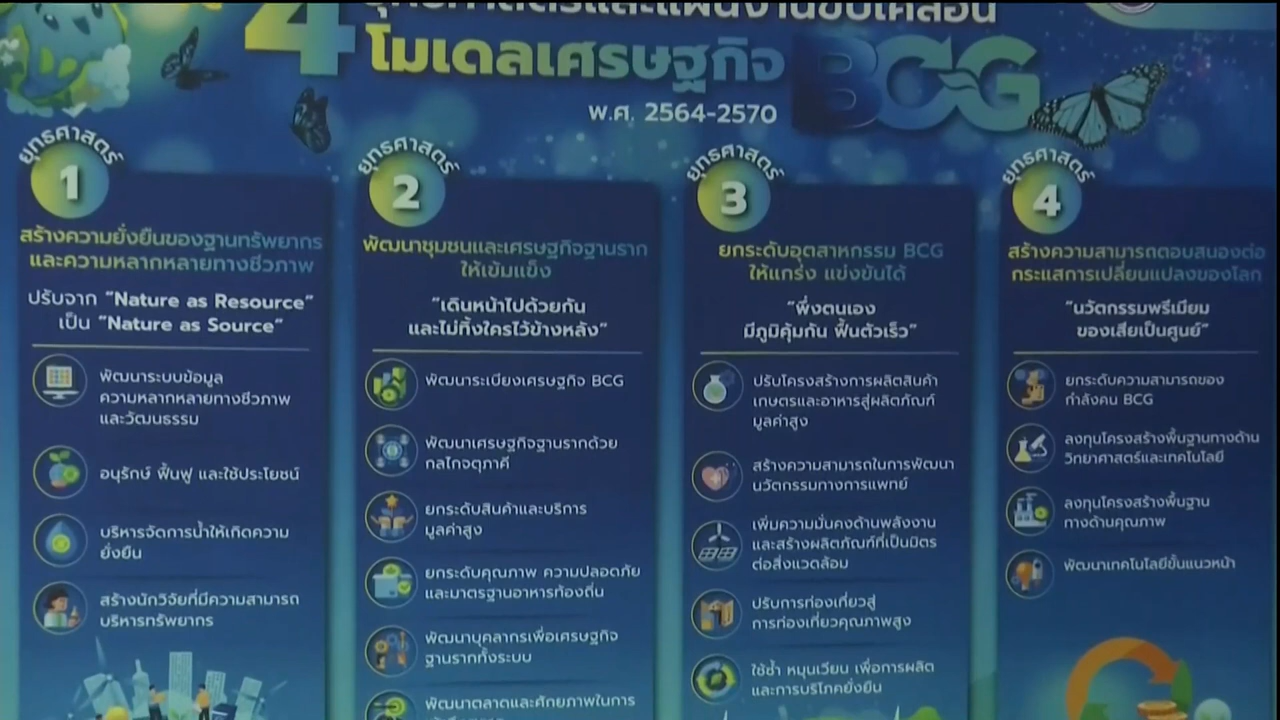 4 ยุทธศาสตร์และแผนงานขับเคลื่อน
โมเดลเศรษฐกิจ BCG
พ.ศ. 2564-2570
ยุทธศาสตร์
1
สร้างความยั่งยืนของฐานทรัพยากร
และความหลากหลายทางชีวภาพ
ปรับจาก "Nature as Resource"
เป็น "Nature as Source"
พัฒนาระบบข้อมูล
ความหลากหลายทางชีวภาพ
และวัฒนธรรม
อนุรักษ์ ฟื้นฟู และใช้ประโยชน์
บริหารจัดการน้ำให้เกิดความ
ยั่งยืน
สร้างนักวิจัยที่มีความสามารถ
บริหารทรัพยากร
ยุทธศาสตร์
2
พัฒนาชุมชนและเศรษฐกิจฐานราก
ให้เข้มแข็ง
"เดินหน้าไปด้วยกัน
และไม่ทิ้งใครไว้ข้างหลัง"
พัฒนาระเบียงเศรษฐกิจ BCG
พัฒนาเศรษฐกิจฐานรากด้วย
กลไกจตุภาคี
ยกระดับสินค้าและบริการ
มูลค่าสูง
ยกระดับคุณภาพ ความปลอดภัย
และมาตรฐานอาหารท้องถิ่น
พัฒนาบุคลากรเพื่อเศรษฐกิจ
ฐานรากทั้งระบบ
พัฒนาตลาดและศักยภาพในการ
ยุทธศาสตร์
3
ยกระดับอุตสาหกรรม BCG
ให้แกร่ง แข่งขันได้
"พึ่งตนเอง
มีภูมิคุ้มกัน ฟื้นตัวเร็ว"
ปรับโครงสร้างการผลิตสินค้า
เกษตรและอาหารสู่ผลิตภัณฑ์
มูลค่าสูง
สร้างความสามารถในการพัฒนา
นวัตกรรมทางการแพทย์
เพิ่มความมั่นคงด้านพลังงาน
และสร้างผลิตภัณฑ์ที่เป็นมิตร
ต่อสิ่งแวดล้อม
ปรับการท่องเที่ยวสู่
การท่องเที่ยวคุณภาพสูง
ใช้ซ้ำ หมุนเวียน เพื่อการผลิต
และการบริโภคยั่งยืน
ยุทธศาสตร์
4
สร้างความสามารถตอบสนองต่อ
กระแสการเปลี่ยนแปลงของโลก
"นวัตกรรมพรีเมียม
ของเสียเป็นศูนย์"
ยกระดับความสามารถของ
กำลังคน BCG
ลงทุนโครงสร้างพื้นฐานทางด้าน
วิทยาศาสตร์และเทคโนโลยี
ลงทุนโครงสร้างพื้นฐาน
ทางด้านคุณภาพ
พัฒนาเทคโนโลยีขั้นแนวหน้า